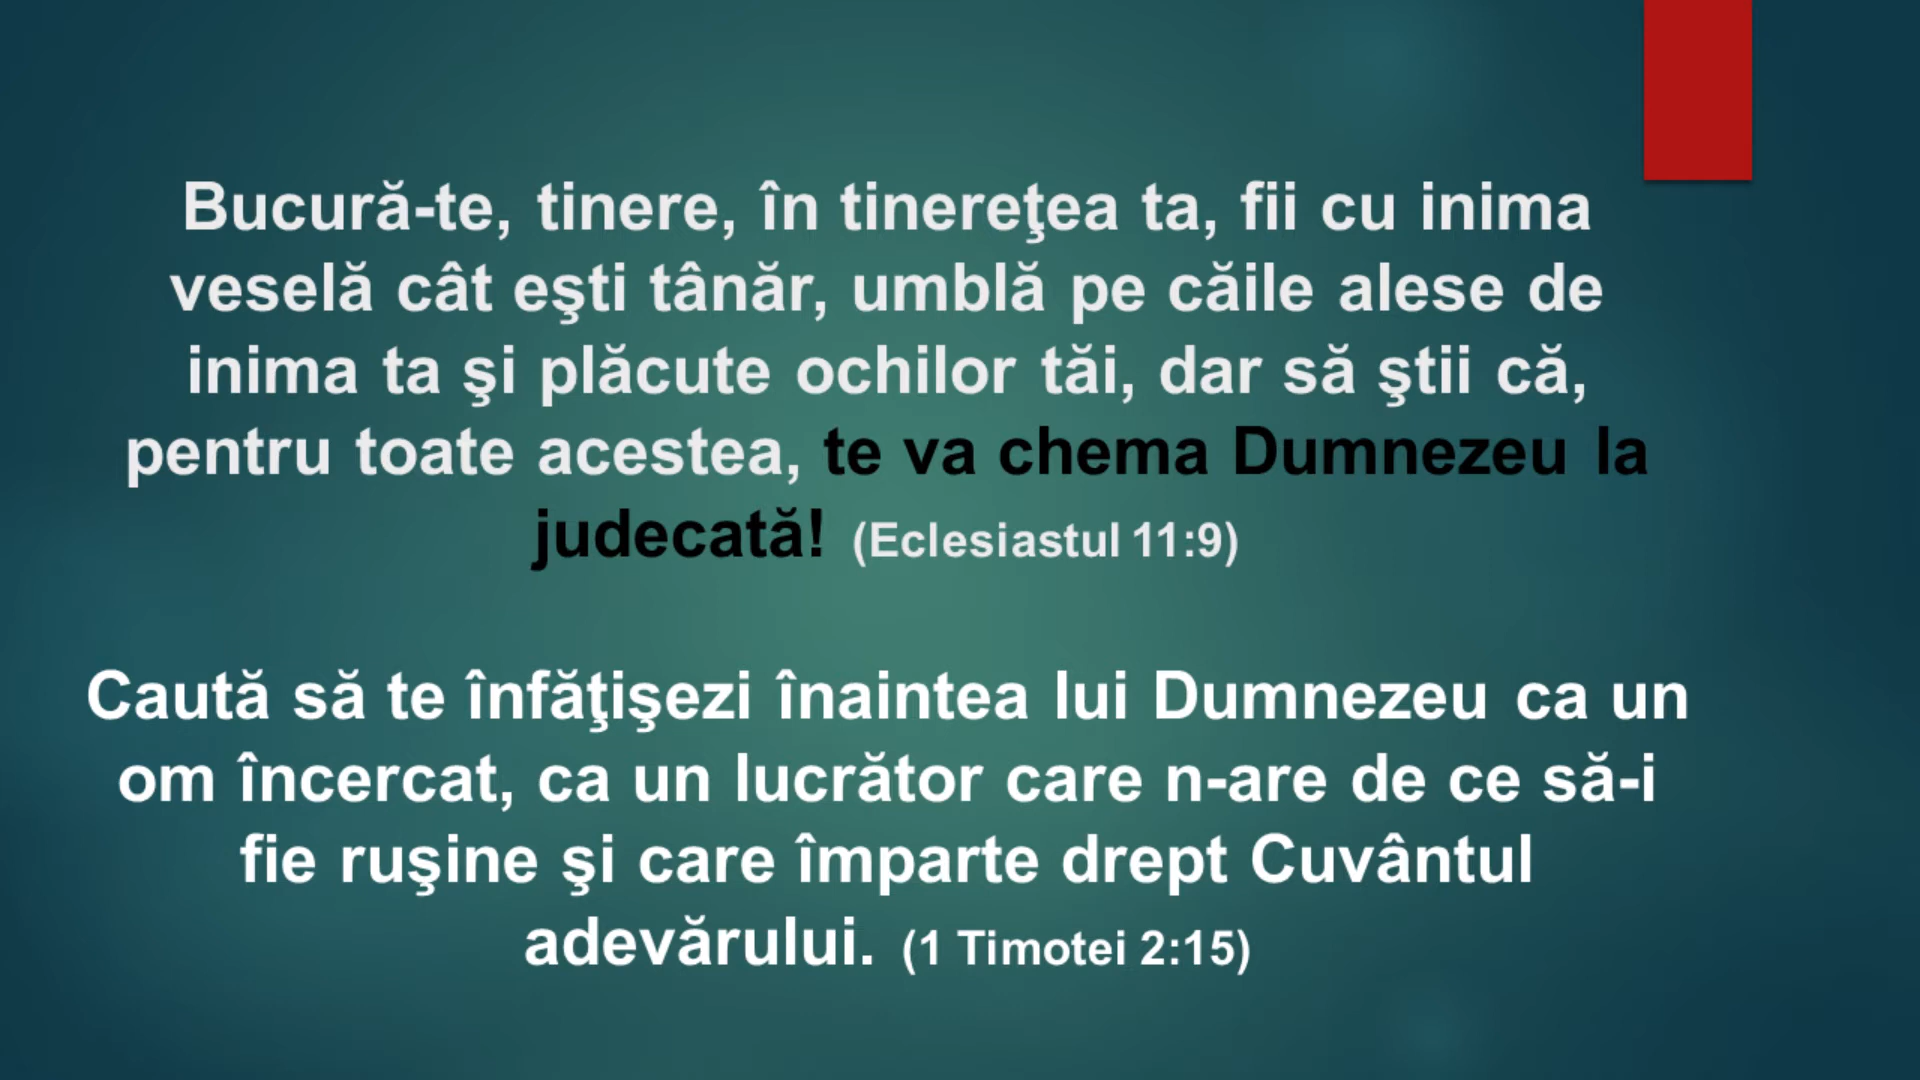 Bucură-te, tinere, în tinereţea ta, fii cu inima
veselă cât eşti tânăr, umblă pe căile alese de
inima ta şi plăcute ochilor tăi, dar să ştii că,
pentru toate acestea, te va chema Dumnezeu la
judecată! (Eclesiastul 11:9)
Caută să te înfăţişezi înaintea lui Dumnezeu ca un
om încercat, ca un lucrător care n-are de ce să-i
fie ruşine şi care împarte drept Cuvântul
adevărului. (1 Timotei 2:15)